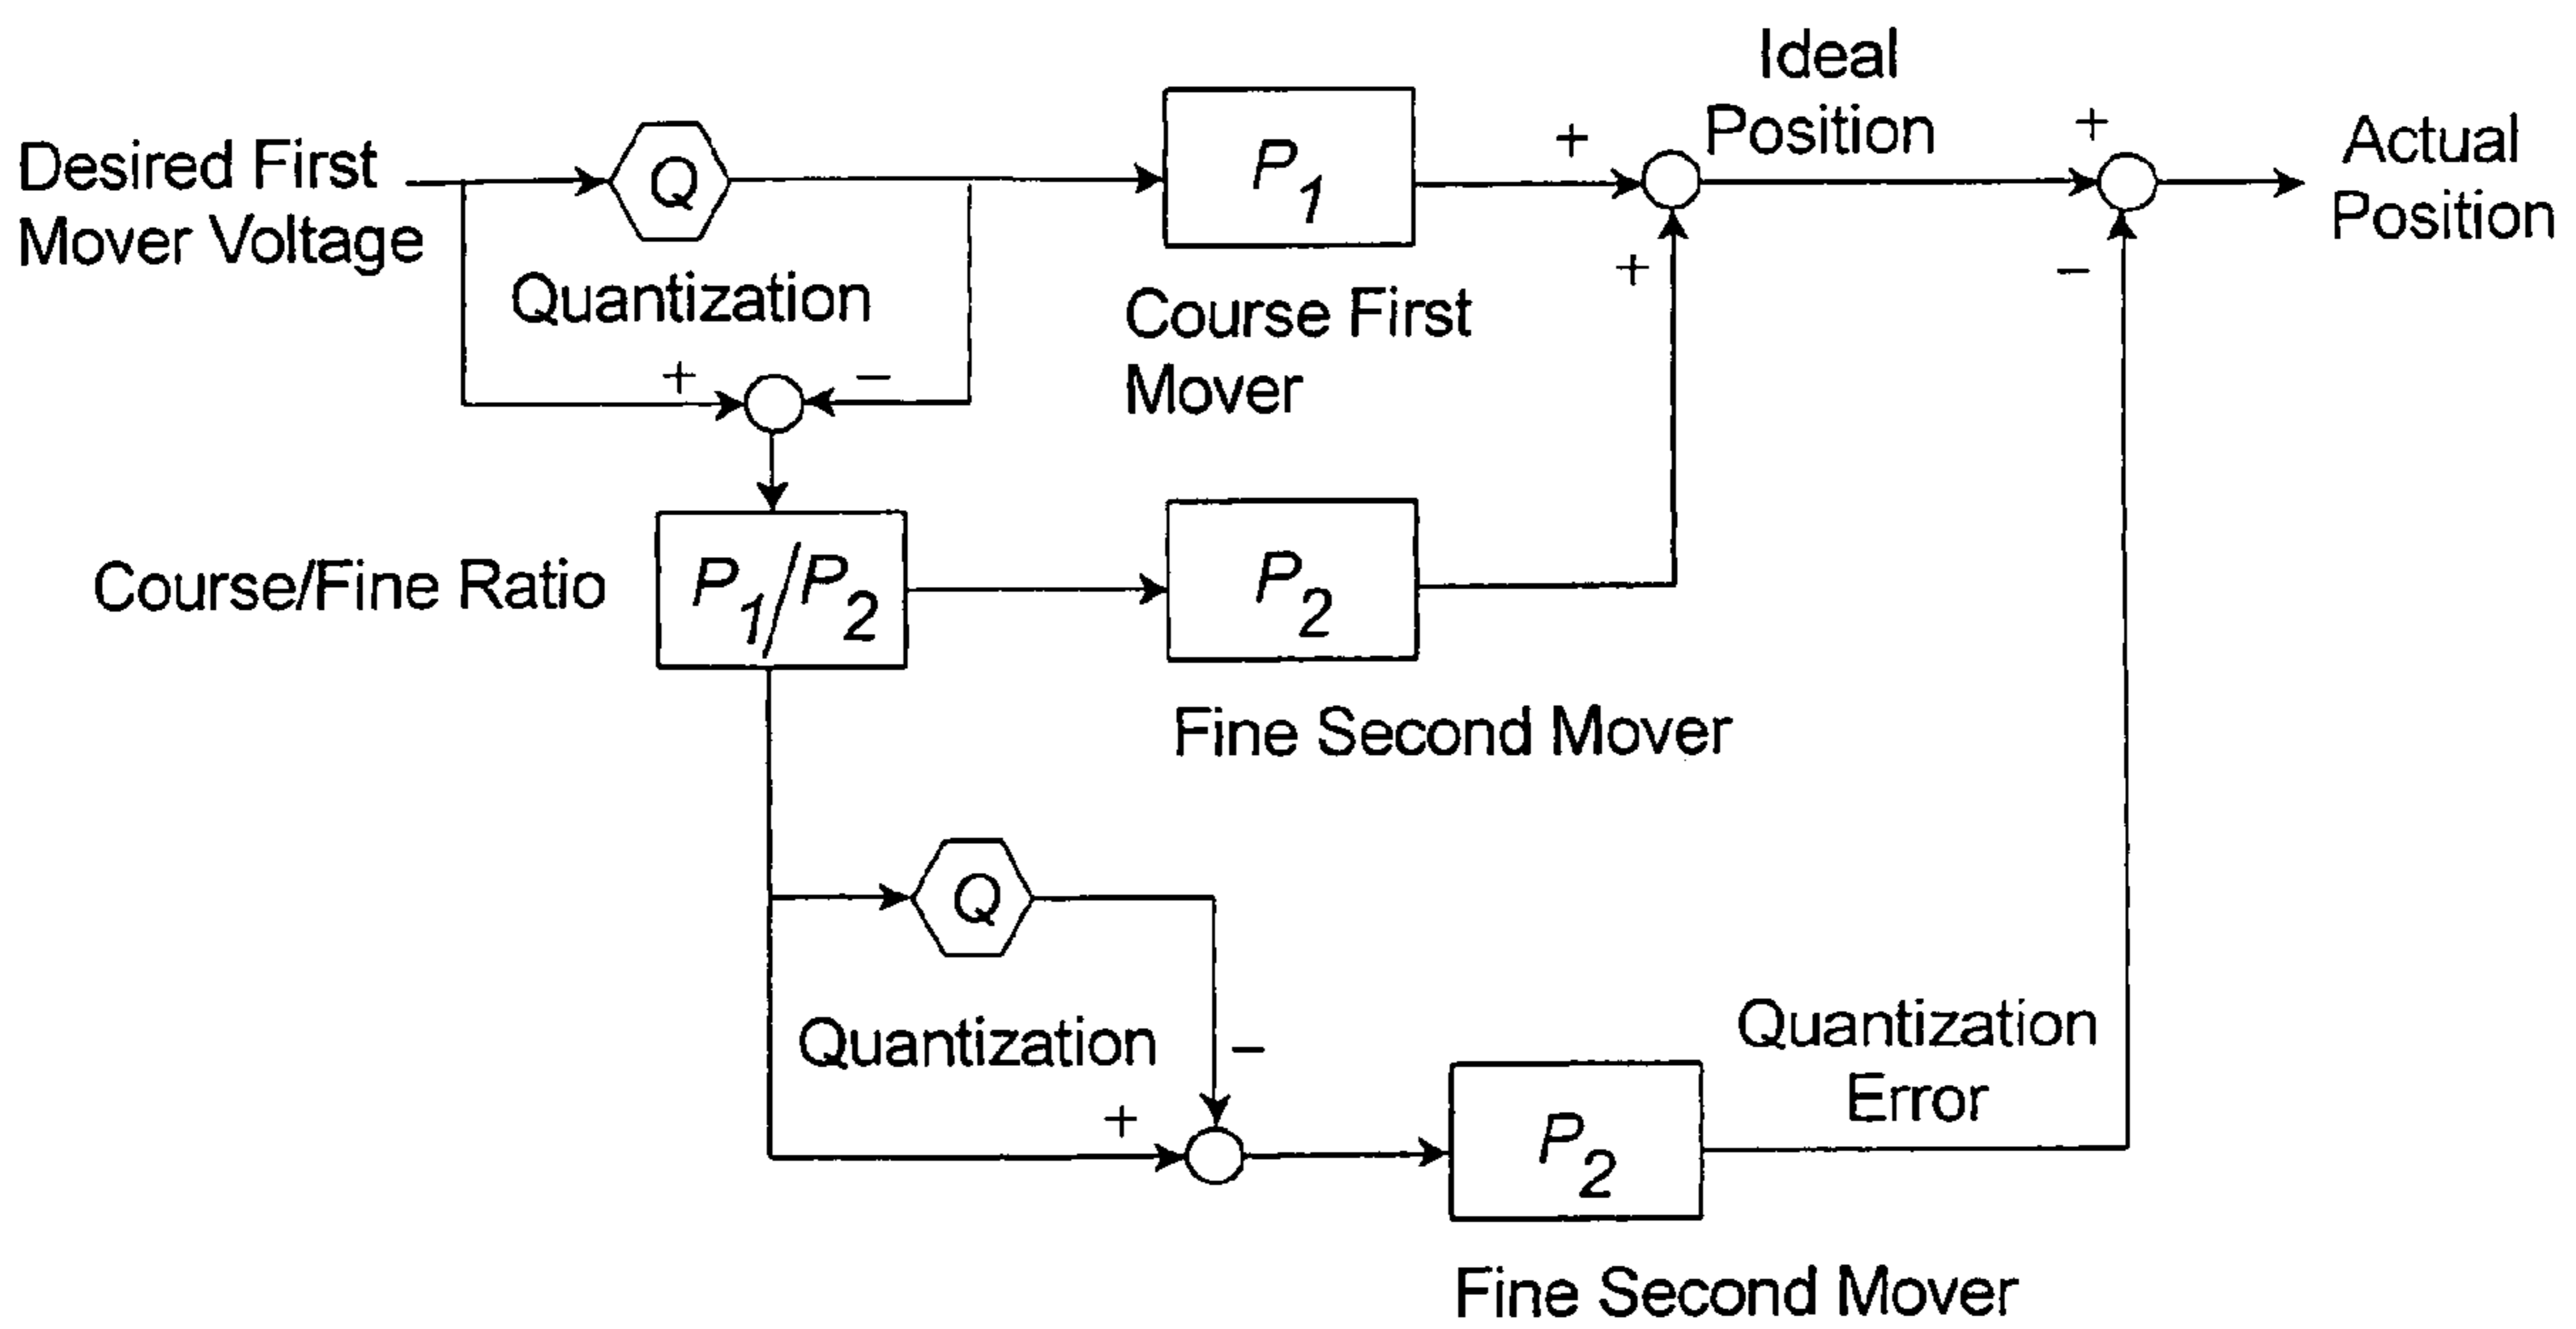 Desired First
Mover Voltage
Q
Quantization
+
−
P1
Course First
Mover
+
+
Ideal
Position
+
−
Actual
Position
Course/Fine Ratio
P1/P2
P2
Fine Second Mover
Q
Quantization
−
+
P2
Fine Second Mover
Quantization
Error